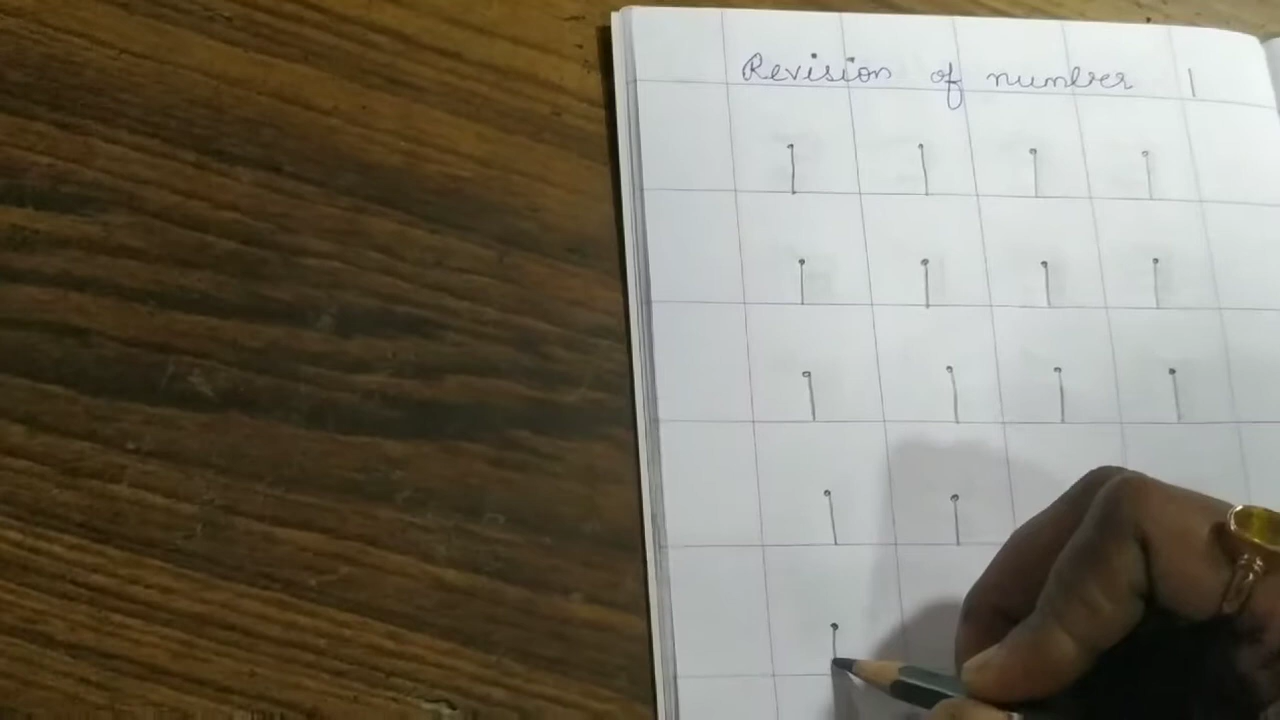 Revision of number 1
1 1 1 1
1 1 1 1
1 1 1 1
1 1
1